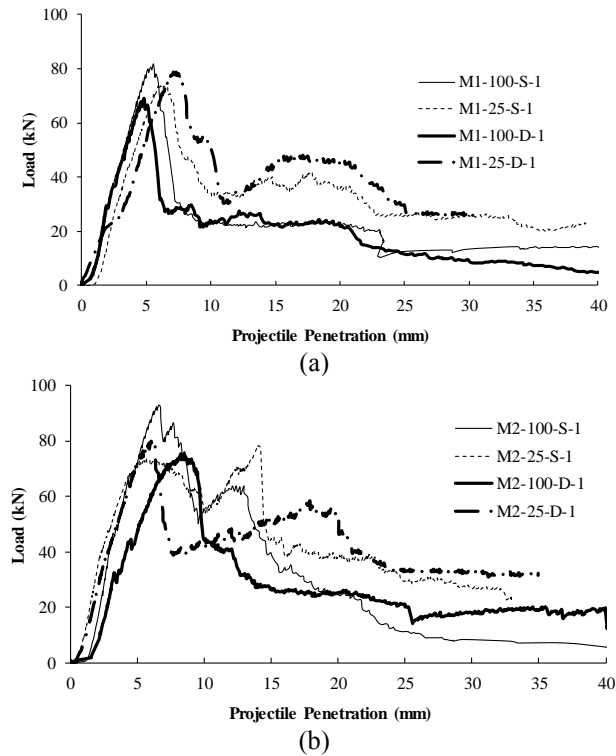 100
80
60
40
20
0
Load (kN)
M1-100-S-1
M1-25-S-1
M1-100-D-1
M1-25-D-1
0 5 10 15 20 25 30 35 40
Projectile Penetration (mm)
(a)
100
80
60
40
20
0
Load (kN)
M2-100-S-1
M2-25-S-1
M2-100-D-1
M2-25-D-1
0 5 10 15 20 25 30 35 40
Projectile Penetration (mm)
(b)